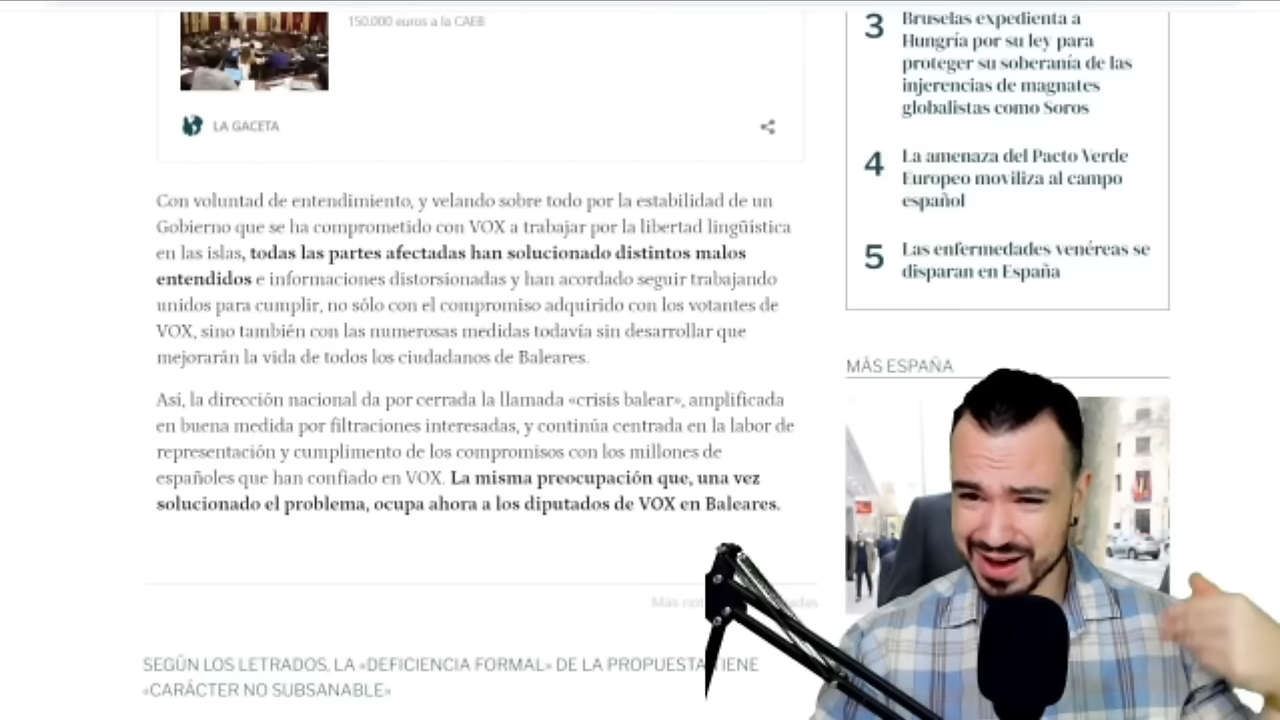 150.000 euros a la CAEB
LA GACETA
Con voluntad de entendimiento, y velando sobre todo por la estabilidad de un
Gobierno que se ha comprometido con VOX a trabajar por la libertad lingüística
en las islas, todas las partes afectadas han solucionado distintos malos
entendidos e informaciones distorsionadas y han acordado seguir trabajando
unidos para cumplir, no sólo con el compromiso adquirido con los votantes de
VOX, sino también con las numerosas medidas todavía sin desarrollar que
mejorarán la vida de todos los ciudadanos de Baleares.
Así, la dirección nacional da por cerrada la llamada «crisis balear», amplificada
en buena medida por filtraciones interesadas, y continúa centrada en la labor de
representación y cumplimento de los compromisos con los millones de
españoles que han confiado en VOX. La misma preocupación que, una vez
solucionado el problema, ocupa ahora a los diputados de VOX en Baleares.
Más
SEGÚN LOS LETRADOS, LA «DEFICIENCIA FORMAL» DE LA PROPUESTA TIENE
«CARÁCTER NO SUBSANABLE»
3
Bruselas expedienta a
Hungría por su ley para
proteger su soberanía de las
injerencias de magnates
globalistas como Soros
4
La amenaza del Pacto Verde
Europeo moviliza al campo
español
5
Las enfermedades venéreas se
disparan en España
MÁS ESPAÑA